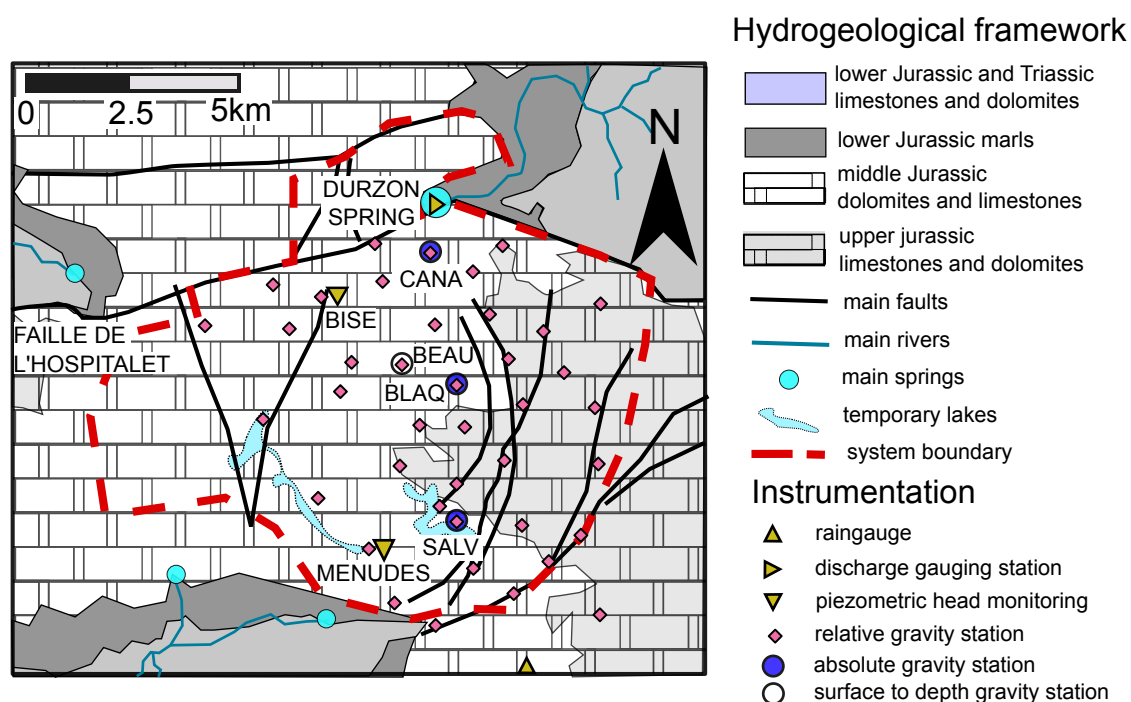 Hydrogeological framework
lower Jurassic and Triassic
limestones and dolomites
lower Jurassic marls
middle Jurassic
dolomites and limestones
upper jurassic
limestones and dolomites
main faults
main rivers
main springs
temporary lakes
system boundary
Instrumentation
raingauge
discharge gauging station
piezometric head monitoring
relative gravity station
absolute gravity station
surface to depth gravity station
0 2.5 5km
N
DURZON
SPRING
CANA
BISE
FAILLE DE
L'HOSPITALET
BEAU
BLAQ
SALV
MENUDES